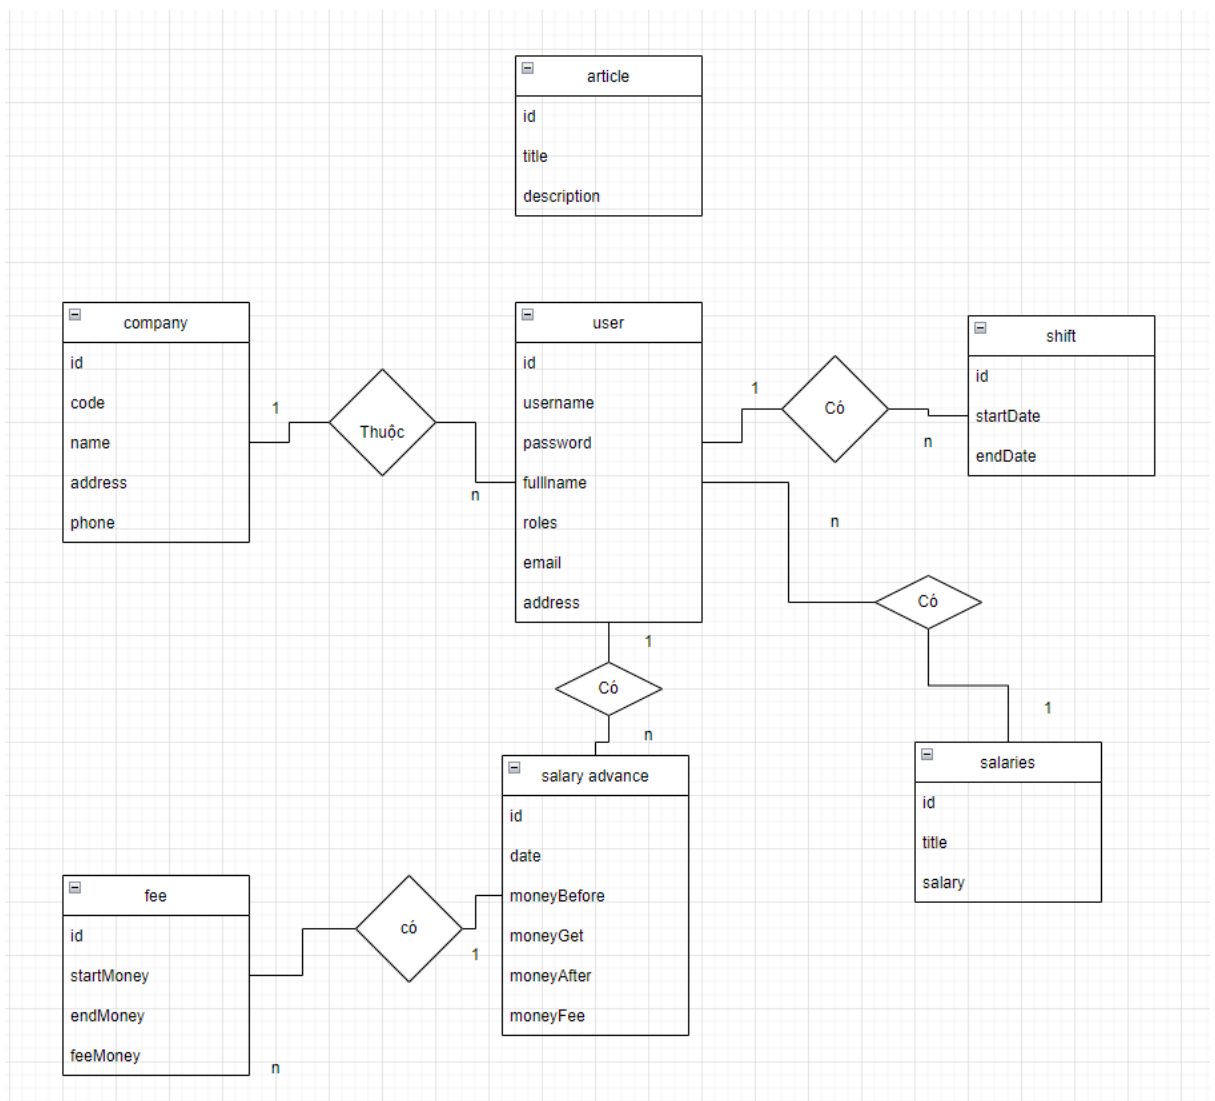 article
id
title
description
company
id
code
name
address
phone
1
Thuộc
n
user
id
username
password
fulllname
roles
email
address
1
Có
n
shift
id
startDate
endDate
n
Có
1
salaries
id
title
salary
1
Có
n
salary advance
id
date
moneyBefore
moneyGet
moneyAfter
moneyFee
có
1
fee
id
startMoney
endMoney
feeMoney
n